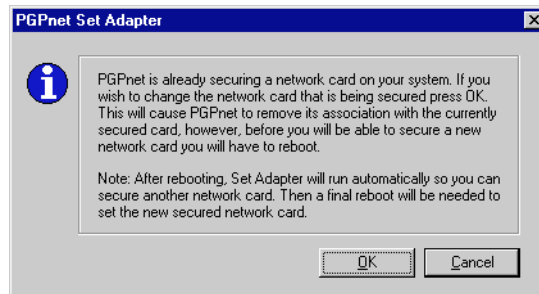 PGPnet Set Adapter
PGPnet is already securing a network card on your system. If you
wish to change the network card that is being secured press OK.
This will cause PGPnet to remove its association with the currently
secured card, however, before you will be able to secure a new
network card you will have to reboot.
Note: After rebooting, Set Adapter will run automatically so you can
secure another network card. Then a final reboot will be needed to
set the new secured network card.
OK
Cancel